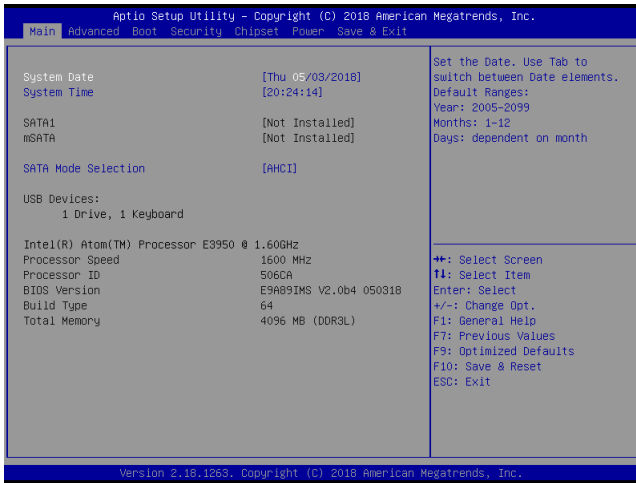 Aptio Setup Utility – Copyright (C) 2018 American Megatrends, Inc.
Main Advanced Boot Security Chipset Power Save & Exit
System Date [Thu 05/03/2018]
System Time [20:24:14]
SATA1 [Not Installed]
mSATA [Not Installed]
SATA Mode Selection [AHCI]
USB Devices:
1 Drive, 1 Keyboard
Intel(R) Atom(TM) Processor E3950 @ 1.60GHz
Processor Speed 1600 MHz
Processor ID 506CA
BIOS Version E9A89IMS V2.0b4 050318
Build Type 64
Total Memory 4096 MB (DDR3L)
Set the Date. Use Tab to
switch between Date elements.
Default Ranges:
Year: 2005-2099
Months: 1-12
Days: dependent on month
→←: Select Screen
↑↓: Select Item
Enter: Select
+/-: Change Opt.
F1: General Help
F7: Previous Values
F9: Optimized Defaults
F10: Save & Reset
ESC: Exit
Version 2.18.1263. Copyright (C) 2018 American Megatrends, Inc.